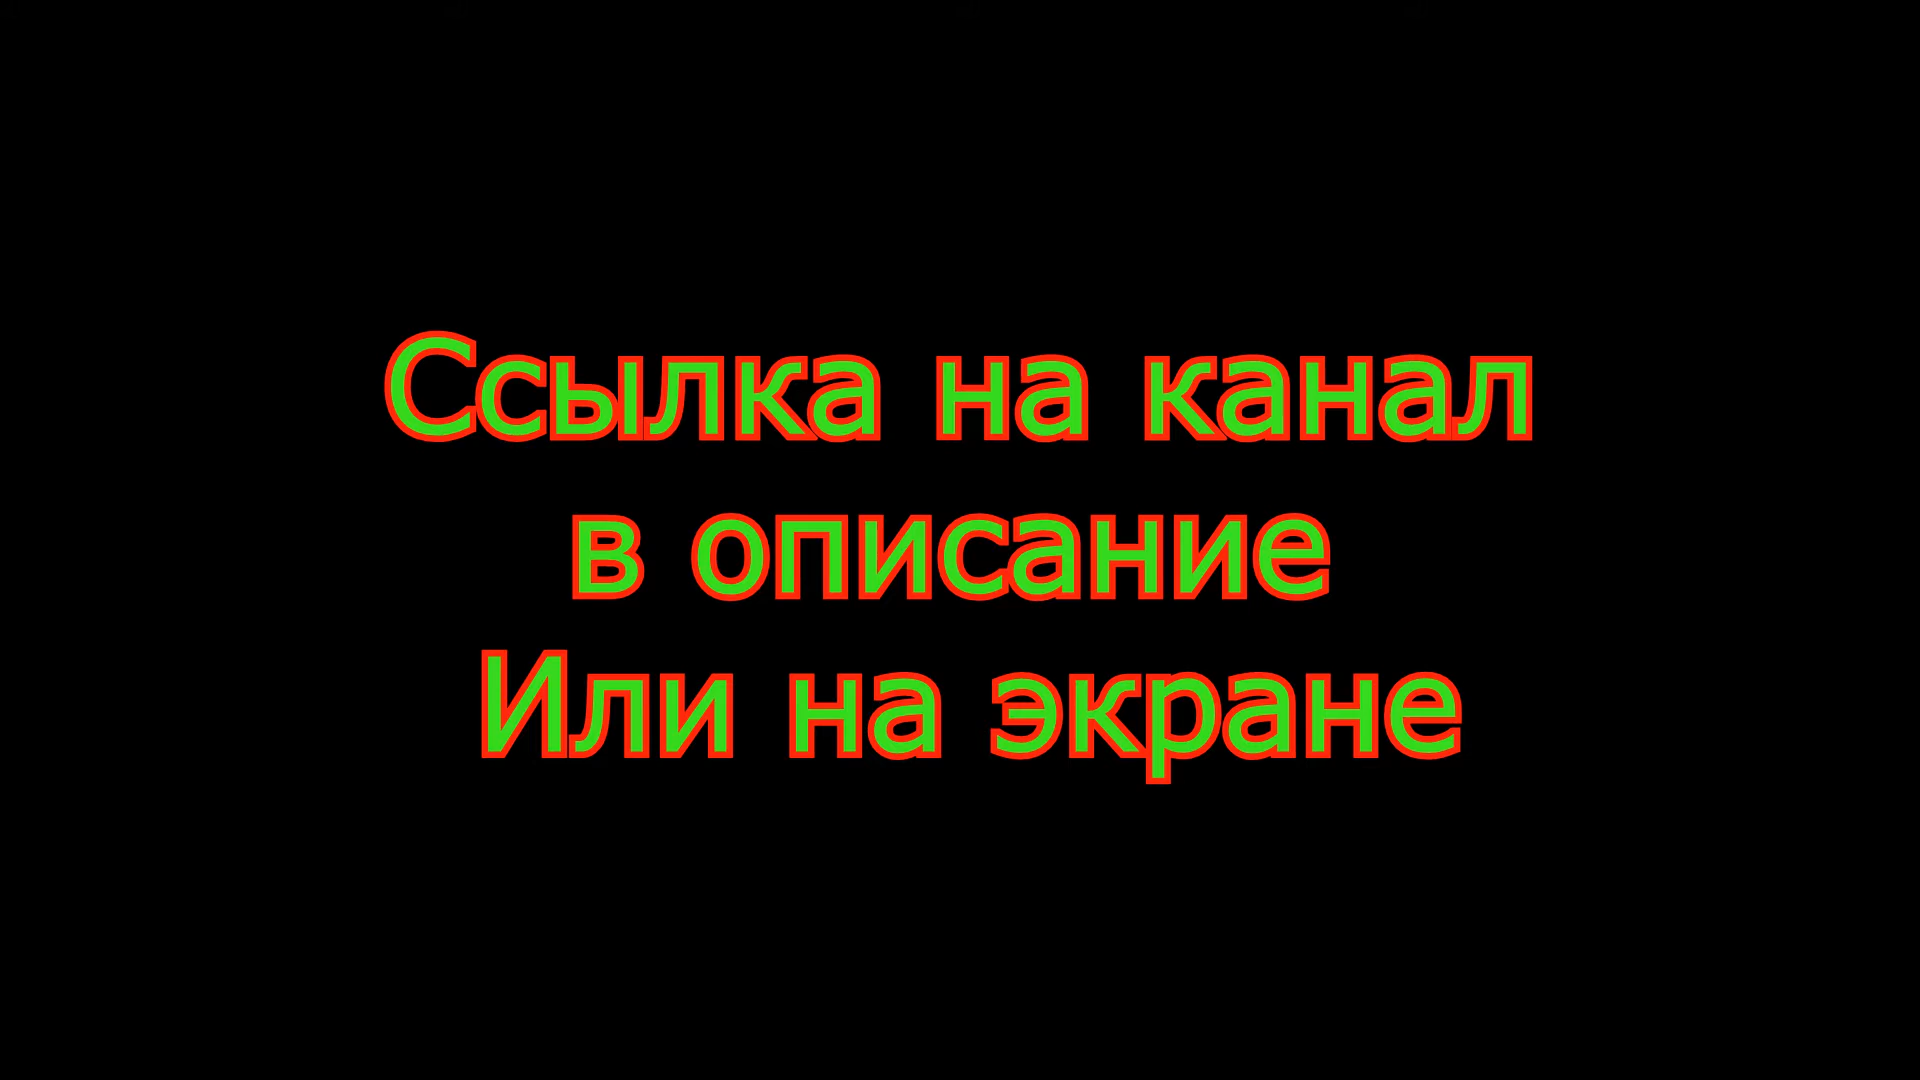 Ссылка на канал
в описание
Или на экране